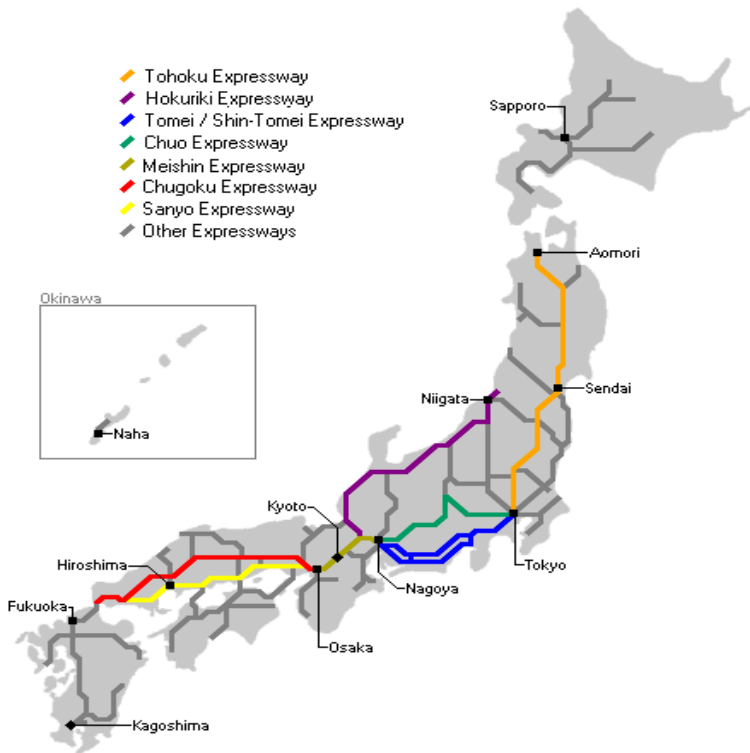 Tohoku Expressway
Hokuriki Expressway
Tomei / Shin-Tomei Expressway
Chuo Expressway
Meishin Expressway
Chugoku Expressway
Sanyo Expressway
Other Expressways
Sapporo
Aomori
Okinawa
Naha
Niigata
Sendai
Kyoto
Hiroshima
Tokyo
Nagoya
Fukuoka
Osaka
Kagoshima